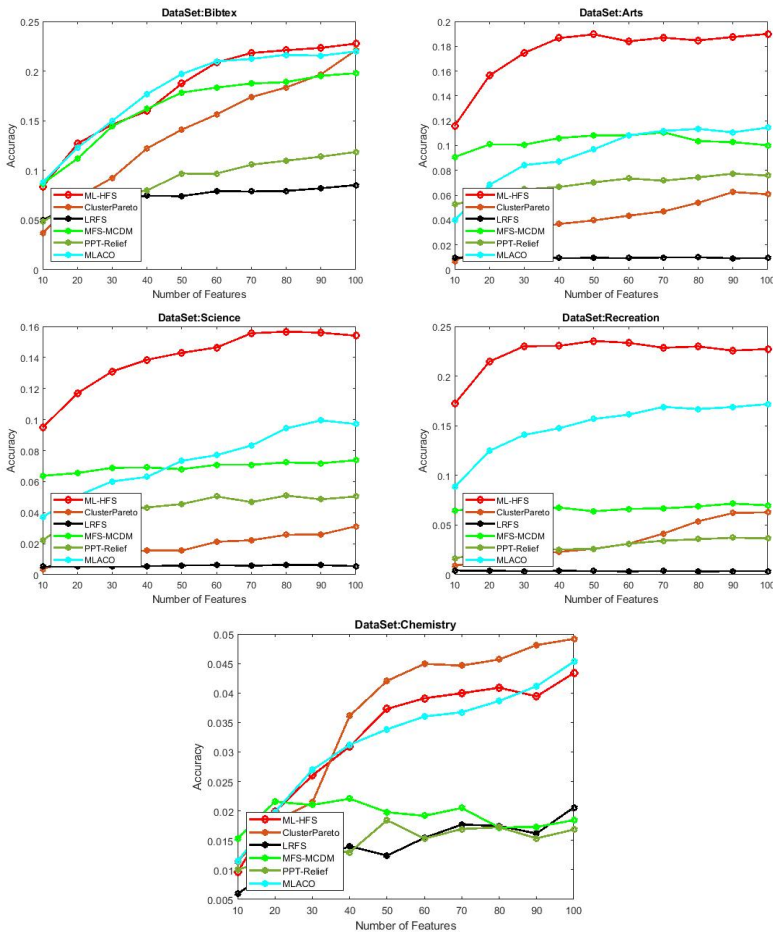 DataSet:Bibtex
0.25
0.2
0.15
0.1
0.05
0
Accuracy
ML-HFS
ClusterPareto
LRFS
MFS-MCDM
PPT-Relief
MLACO
10 20 30 40 50 60 70 80 90 100
Number of Features
DataSet:Arts
0.2
0.18
0.16
0.14
0.12
0.1
0.08
0.06
0.04
0.02
0
Accuracy
ML-HFS
ClusterPareto
LRFS
MFS-MCDM
PPT-Relief
MLACO
10 20 30 40 50 60 70 80 90 100
Number of Features
DataSet:Science
0.16
0.14
0.12
0.1
0.08
0.06
0.04
0.02
0
Accuracy
ML-HFS
ClusterPareto
LRFS
MFS-MCDM
PPT-Relief
MLACO
10 20 30 40 50 60 70 80 90 100
Number of Features
DataSet:Recreation
0.25
0.2
0.15
0.1
0.05
0
Accuracy
ML-HFS
ClusterPareto
LRFS
MFS-MCDM
PPT-Relief
MLACO
10 20 30 40 50 60 70 80 90 100
Number of Features
DataSet:Chemistry
0.05
0.045
0.04
0.035
0.03
0.025
0.02
0.015
0.01
0.005
Accuracy
ML-HFS
ClusterPareto
LRFS
MFS-MCDM
PPT-Relief
MLACO
10 20 30 40 50 60 70 80 90 100
Number of Features